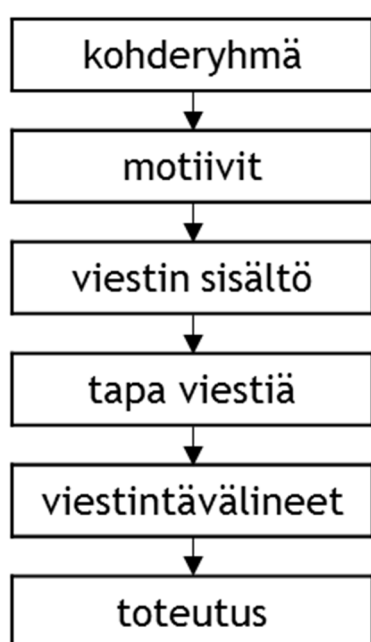 kohderyhmä
motiivit
viestin sisältö
tapa viestiä
viestintävälineet
toteutus